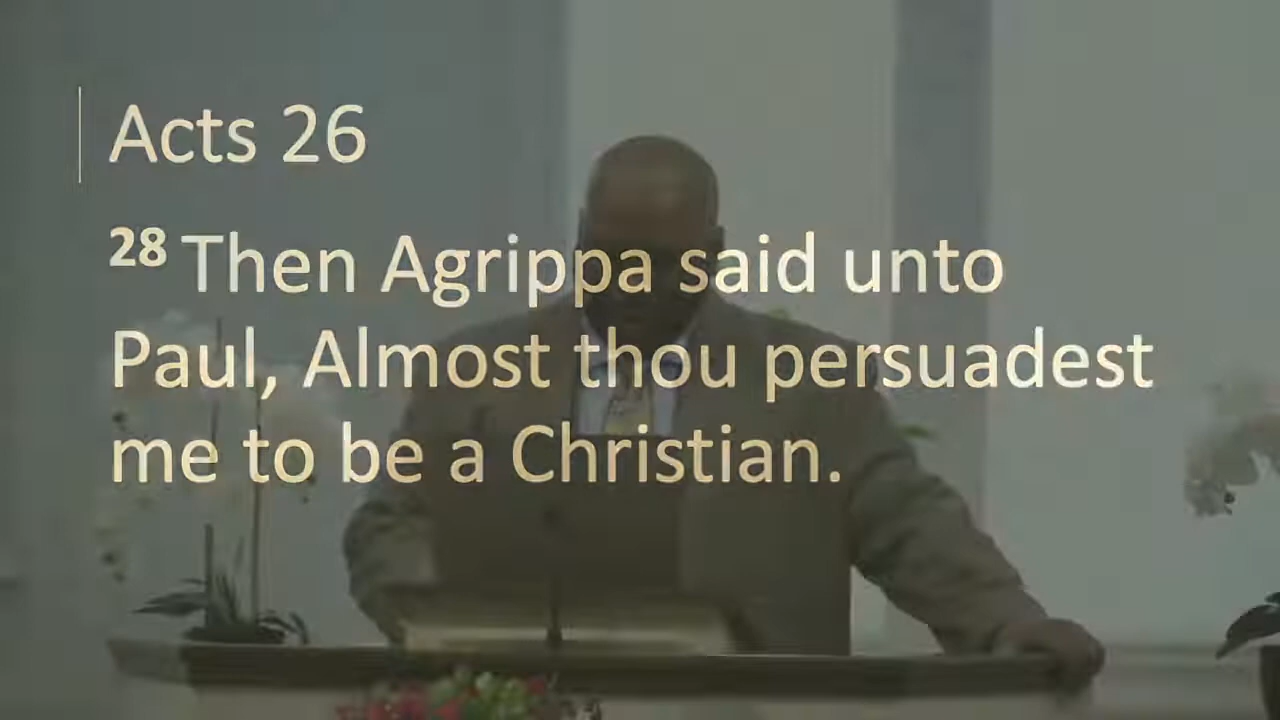 Acts 26
28 Then Agrippa said unto
Paul, Almost thou persuadest
me to be a Christian.